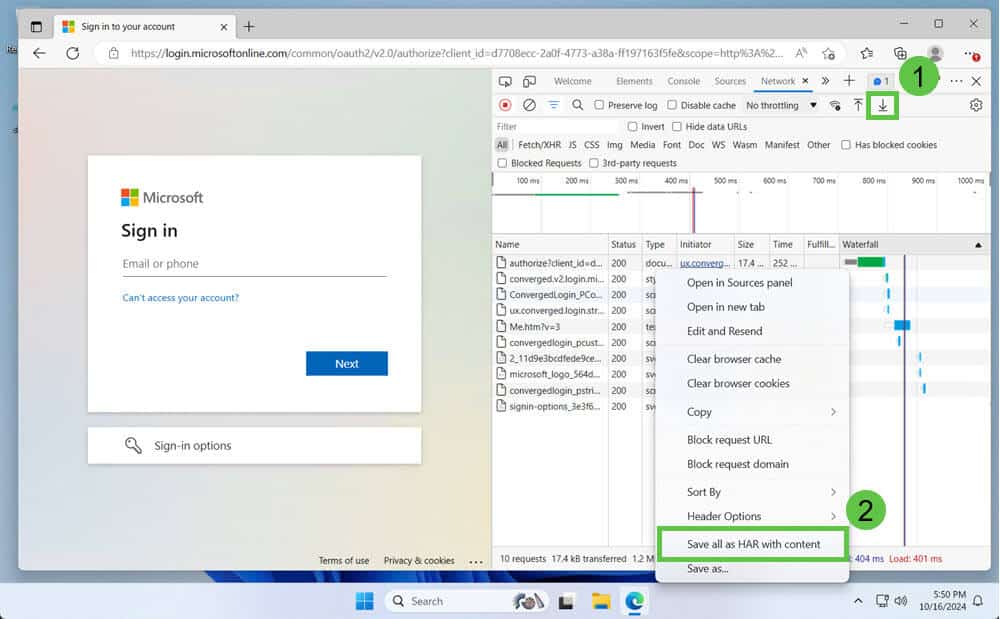 Sign in to your account
https://login.microsoftonline.com/common/oauth2/v2.0/authorize?client_id=d7708ecc-2a0f-4773-a38a-ff197163f5fe&scope=http%3A%2...
1
Welcome Elements Console Sources Network 1
Preserve log Disable cache No throttling
Filter Invert Hide data URLs
All Fetch/XHR JS CSS Img Media Font Doc WS Wasm Manifest Other Has blocked cookies
Blocked Requests 3rd-party requests
100 ms 200 ms 300 ms 400 ms 500 ms 600 ms 700 ms 800 ms 900 ms 1000 ms
Microsoft
Sign in
Email or phone
Can't access your account?
Next
Sign-in options
Terms of use Privacy & cookies ...
Name Status Type Initiator Size Time Fulfill... Waterfall
authorize?client_id=d... 200 docu... ux.converg... 17.4 ... 252 ...
converged.v2.login.mi... 200
ConvergedLogin_PCo... 200
ux.converged.login.str... 200
Me.htm?v=3 200
convergedlogin_pcust... 200
2_11d9e3bcdfede9ce... 200
microsoft_logo_564d... 200
convergedlogin_pstri... 200
signin-options_3e3f6... 200
Open in Sources panel
Open in new tab
Edit and Resend
Clear browser cache
Clear browser cookies
Copy
Block request URL
Block request domain
Sort By
Header Options
2
Save all as HAR with content
Save as...
10 requests 17.4 kB transferred 1.2 M 404 ms Load: 401 ms
Search
5:50 PM
10/16/2024